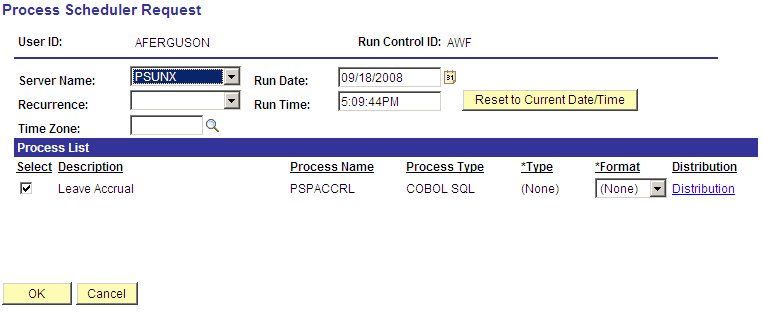 Process Scheduler Request
User ID: AFERGUSON Run Control ID: AWF
Server Name: PSUNX Run Date: 09/18/2008 31
Recurrence: Run Time: 5:09:44PM Reset to Current Date/Time
Time Zone:
Process List
Select Description Process Name Process Type *Type *Format Distribution
Leave Accrual PSPACCRL COBOL SQL (None) (None) Distribution
OK Cancel